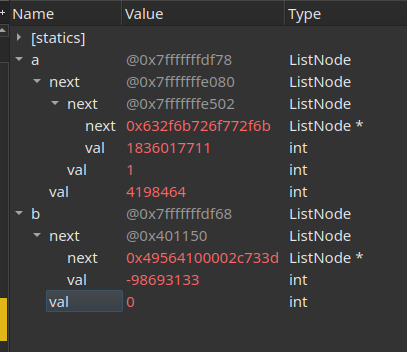 Name Value Type
[statics]
a @0x7fffffffdf78 ListNode
next @0x7fffffffe080 ListNode
next @0x7fffffffe502 ListNode
next 0x632f6b726f772f6b ListNode *
val 1836017711 int
val 1 int
val 4198464 int
b @0x7fffffffdf68 ListNode
next @0x401150 ListNode
next 0x49564100002c733d ListNode *
val -98693133 int
val 0 int